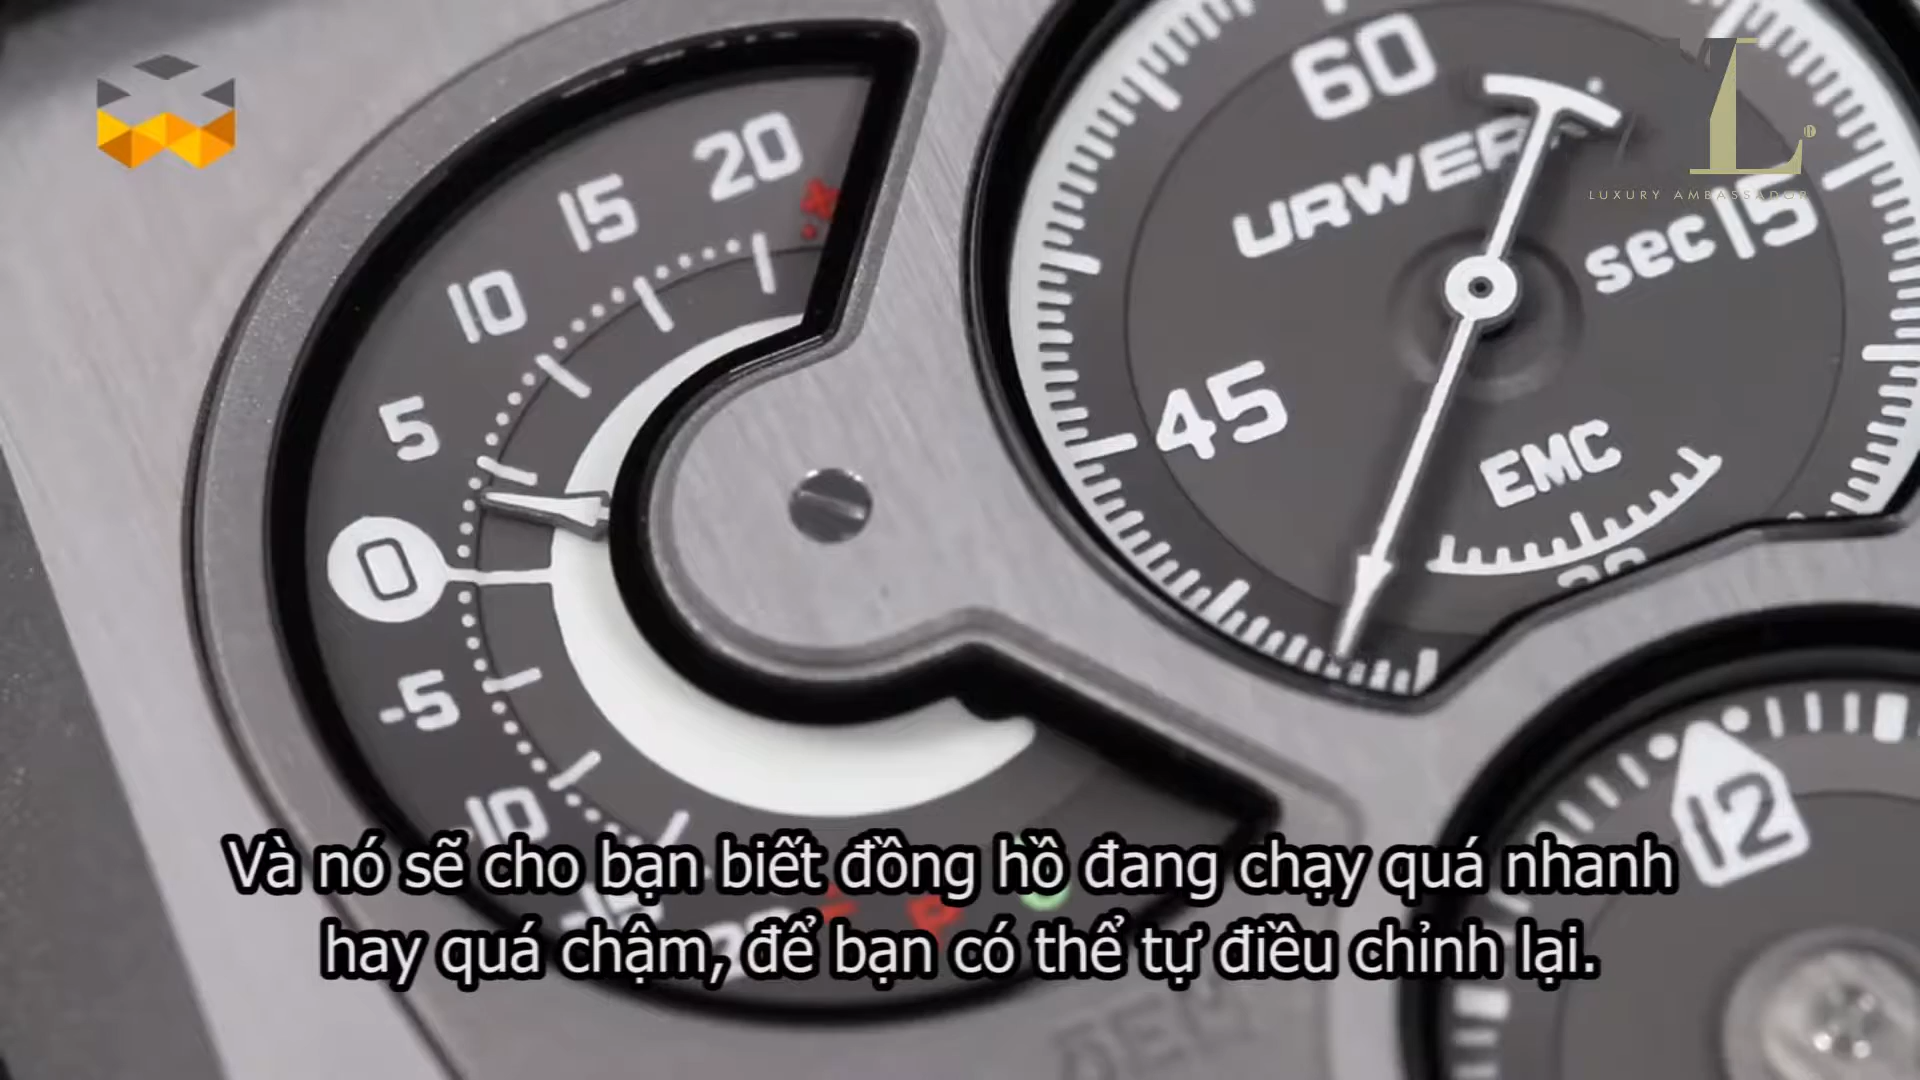 20
15
10
5
0
-5
10
60
URWERK
sec 15
45
EMC
12
L
LUXURY AMBASSADOR
Và nó sẽ cho bạn biết đồng hồ đang chạy quá nhanh
hay quá chậm, để bạn có thể tự điều chỉnh lại.